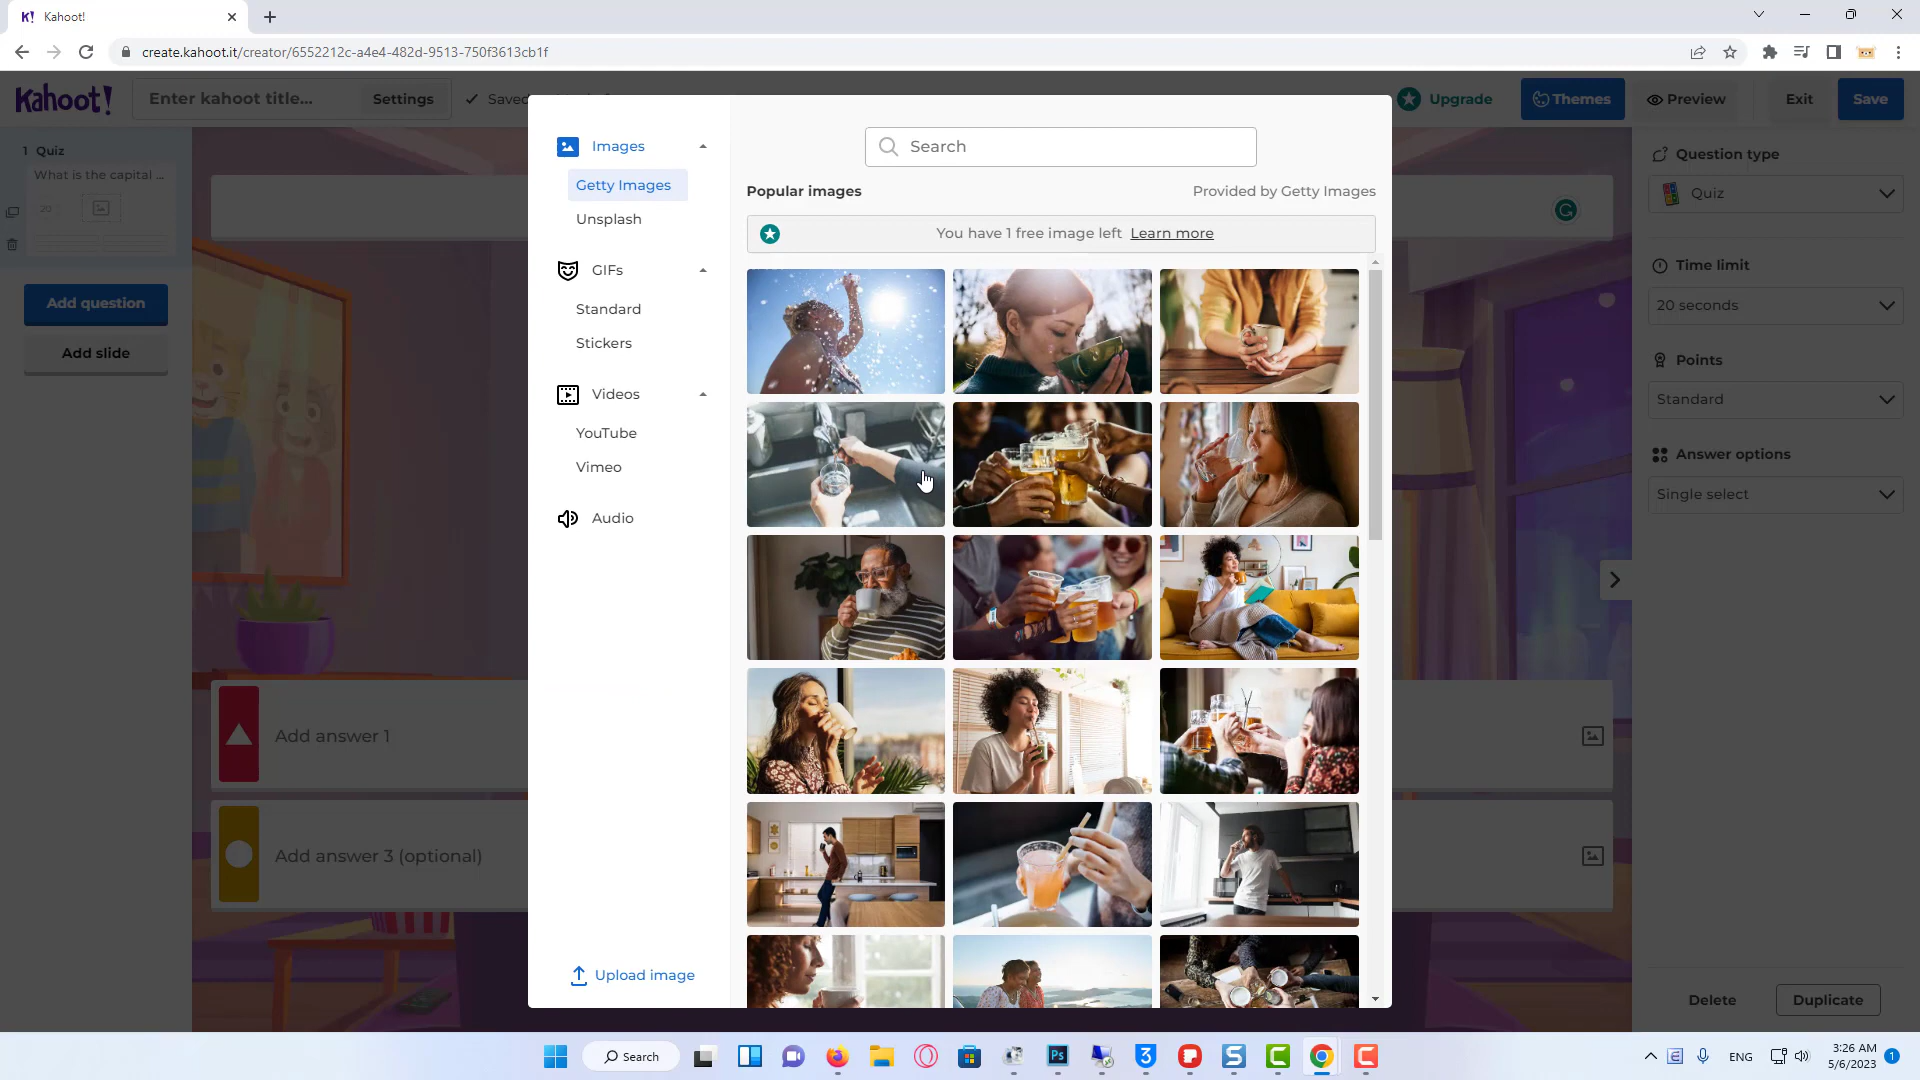 K! Kahoot!
create.kahoot.it/creator/6552212c-a4e4-482d-9513-750f3613cb1f
Kahoot!
Enter kahoot title...
Settings
Saved
Upgrade
Themes
Preview
Exit
Save
1 Quiz
What is the capital ...
20
Add question
Add slide
Add answer 1
Add answer 3 (optional)
Images
Getty Images
Unsplash
GIFs
Standard
Stickers
Videos
YouTube
Vimeo
Audio
Upload image
Search
Popular images
Provided by Getty Images
You have 1 free image left Learn more
Question type
Quiz
Time limit
20 seconds
Points
Standard
Answer options
Single select
Delete
Duplicate
Search
Ps
ENG
3:26 AM
5/6/2023
1